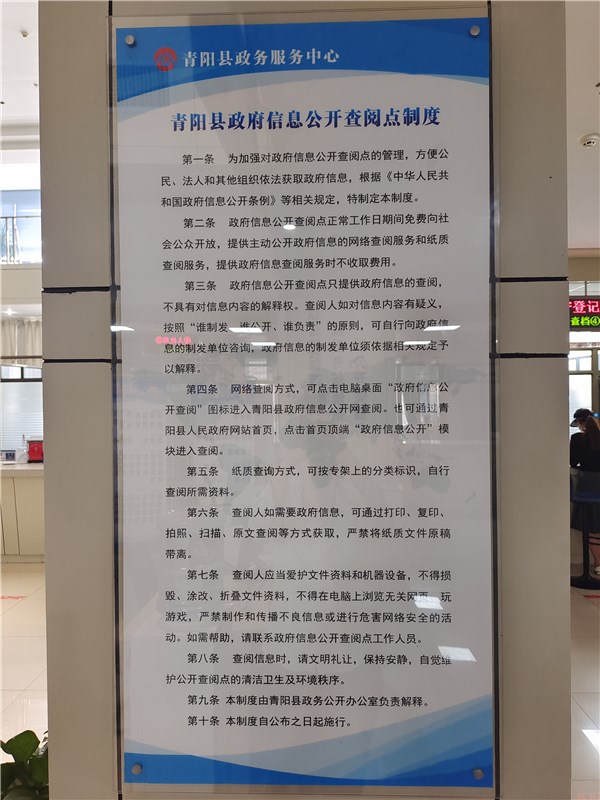 青阳县政务服务中心
青阳县政府信息公开查阅点制度
第一条 为加强对政府信息公开查阅点的管理，方便公
民、法人和其他组织依法获取政府信息，根据《中华人民共
和国政府信息公开条例》等相关规定，特制定本制度。
第二条 政府信息公开查阅点正常工作日期间免费向社
会公众开放，提供主动公开政府信息的网络查阅服务和纸质
查阅服务，提供政府信息查阅服务时不收取费用。
第三条 政府信息公开查阅点只提供政府信息的查阅，
不具有对信息内容的解释权。查阅人如对信息内容有疑义，
按照“谁制发、谁公开、谁负责”的原则，可自行向政府信
息的制发单位咨询，政府信息的制发单位须依据相关规定予
以解释。
第四条 网络查阅方式，可点击电脑桌面“政府信息公
开查阅”图标进入青阳县政府信息公开网查阅。也可通过青
阳县人民政府网站首页，点击首页顶端“政府信息公开”模
块进入查阅。
第五条 纸质查询方式，可按专架上的分类标识，自行
查阅所需资料。
第六条 查阅人如需要政府信息，可通过打印、复印、
拍照、扫描、原文查阅等方式获取，严禁将纸质文件原稿
带离。
第七条 查阅人应当爱护文件资料和机器设备，不得损
毁、涂改、折叠文件资料，不得在电脑上浏览无关网页、玩
游戏，严禁制作和传播不良信息或进行危害网络安全的活
动。如需帮助，请联系政府信息公开查阅点工作人员。
第八条 查阅信息时，请文明礼让，保持安静，自觉维
护公开查阅点的清洁卫生及环境秩序。
第九条 本制度由青阳县政务公开办公室负责解释。
第十条 本制度自公布之日起施行。
登记
查档④